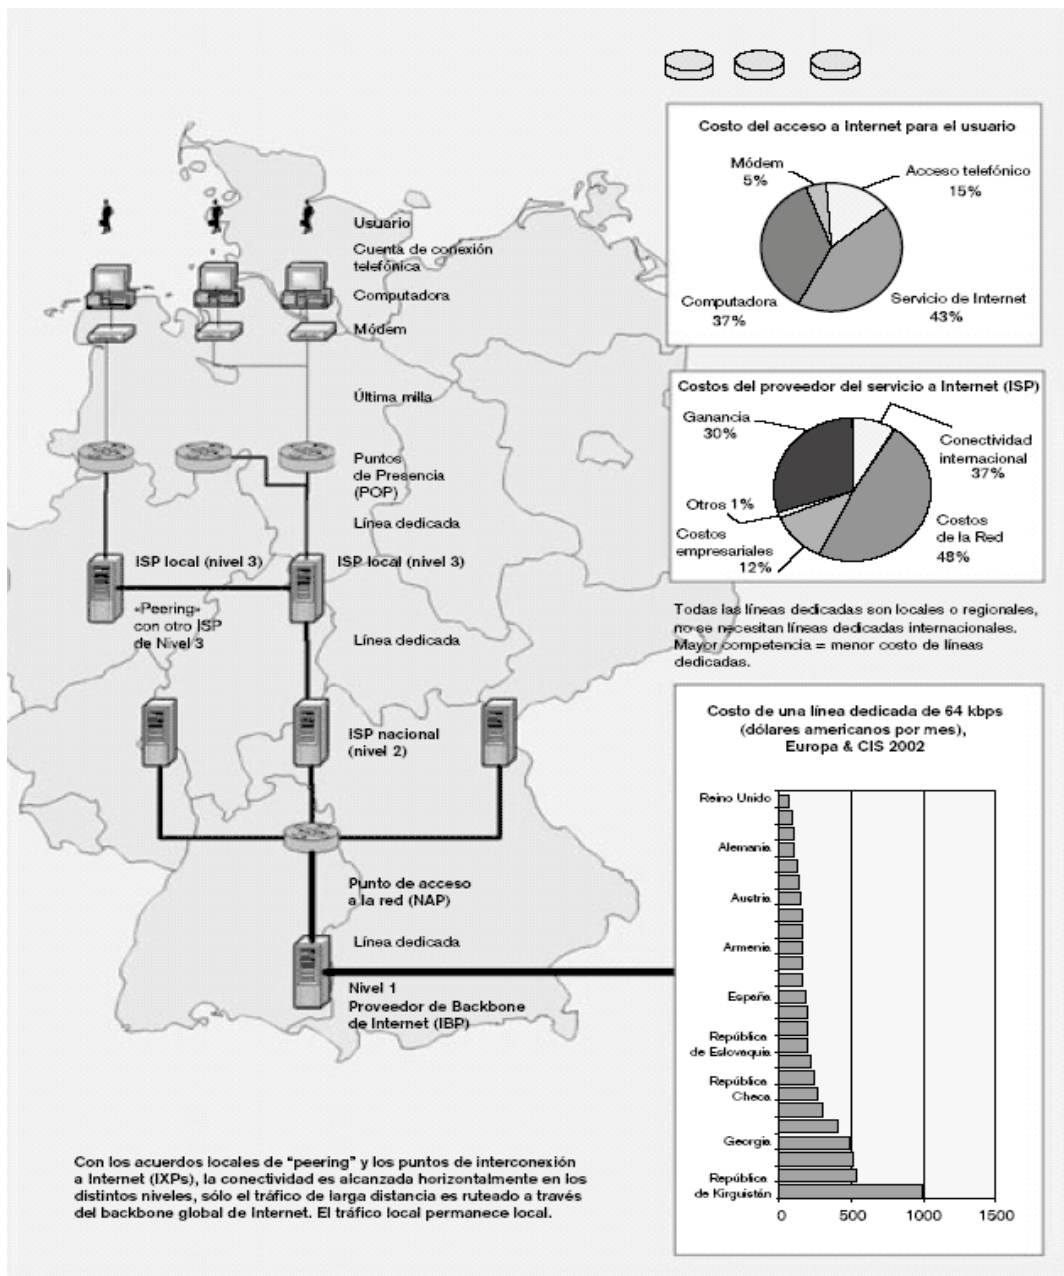 Costo del acceso a Internet para el usuario
Módem
5%
Acceso telefónico
15%
Computadora
37%
Servicio de Internet
43%
Usuario
Cuenta de conexión
telefónica
Computadora
Módem
Última milla
Puntos
de Presencia
(POP)
Línea dedicada
ISP local (nivel 3)
ISP local (nivel 3)
«Peering»
con otro ISP
de Nivel 3
Línea dedicada
ISP nacional
(nivel 2)
Punto de acceso
a la red (NAP)
Línea dedicada
Nivel 1
Proveedor de Backbone
de Internet (IBP)
Costos del proveedor del servicio a Internet (ISP)
Ganancia
30%
Conectividad
internacional
37%
Otros 1%
Costos
empresariales
12%
Costos
de la Red
48%
Todas las líneas dedicadas son locales o regionales,
no se necesitan líneas dedicadas internacionales.
Mayor competencia = menor costo de líneas
dedicadas.
Costo de una línea dedicada de 64 kbps
(dólares americanos por mes),
Europa & CIS 2002
Reino Unido
Alemania
Austria
Armenia
España
República
de Eslovaquia
República
Checa
Georgia
República
de Kirguistán
0 500 1000 1500
Con los acuerdos locales de "peering" y los puntos de interconexión
a Internet (IXPs), la conectividad es alcanzada horizontalmente en los
distintos niveles, sólo el tráfico de larga distancia es ruteado a través
del backbone global de Internet. El tráfico local permanece local.